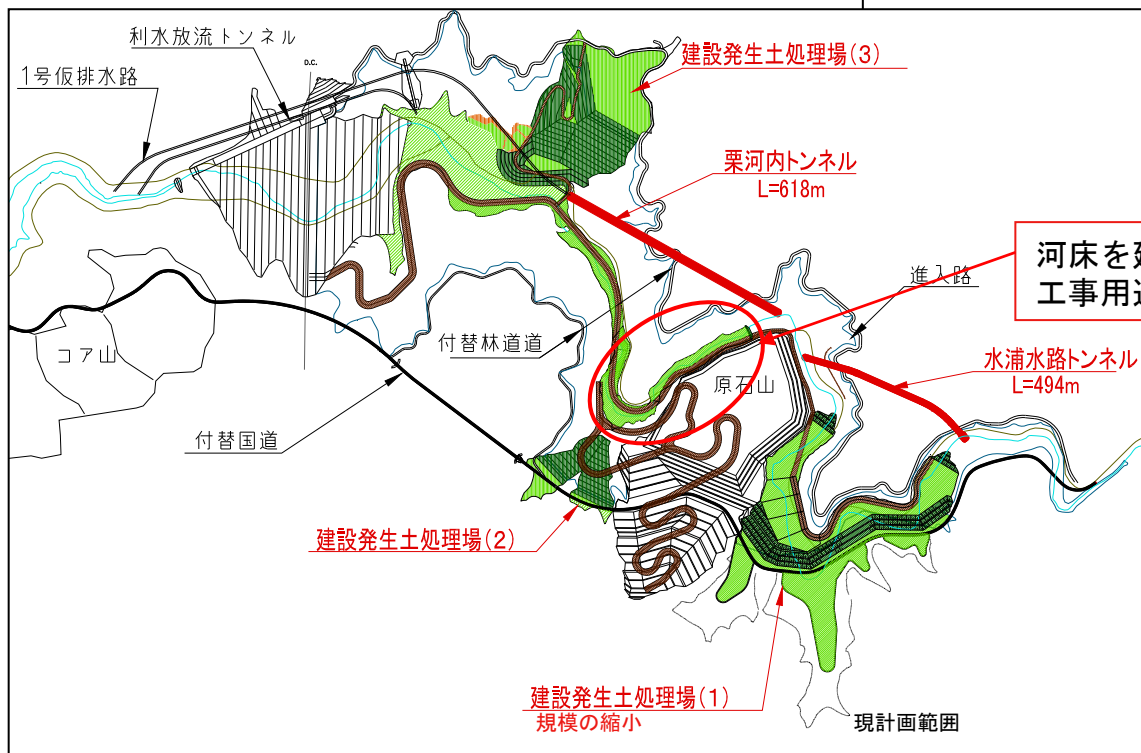 利水放流トンネル
D.C.
1号仮排水路
建設発生土処理場(3)
栗河内トンネル
L=618m
河床を
工事用
進入路
付替林道道
コア山
原石山
水浦水路トンネル
L=494m
付替国道
建設発生土処理場(2)
建設発生土処理場(1)
規模の縮小
現計画範囲